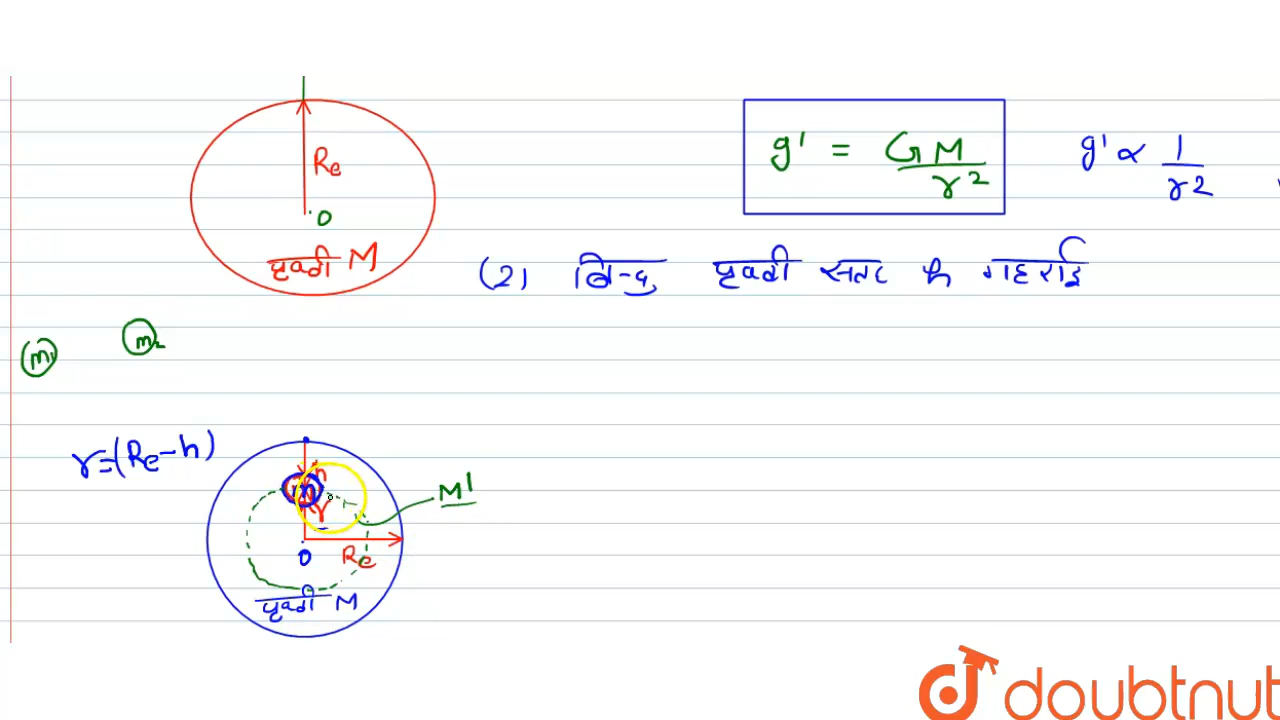 Re
O
पृथ्वी M
g' = GM/r²
g' ∝ 1/r²
(2) बिन्दु पृथ्वी सतह के गहराई
m1
m2
r=(Re-h)
h
m
r
M'
O
Re
पृथ्वी M
doubtnut